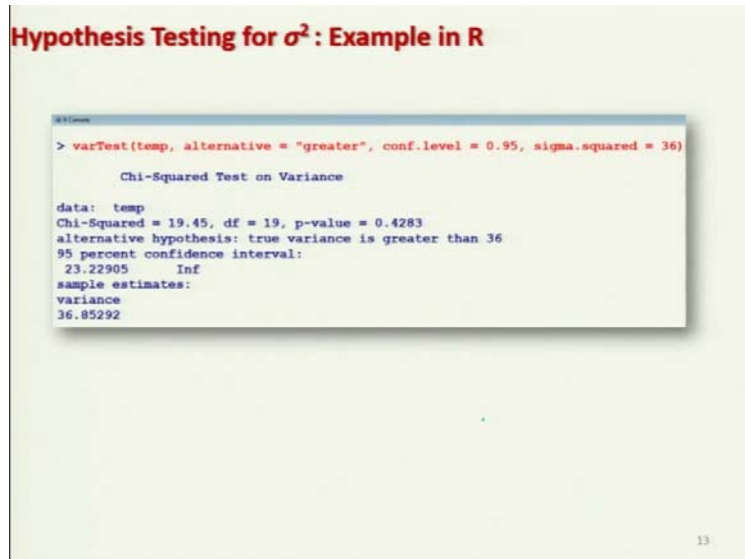 Hypothesis Testing for σ² : Example in R
R Console
> varTest(temp, alternative = "greater", conf.level = 0.95, sigma.squared = 36)
Chi-Squared Test on Variance
data: temp
Chi-Squared = 19.45, df = 19, p-value = 0.4283
alternative hypothesis: true variance is greater than 36
95 percent confidence interval:
23.22905 Inf
sample estimates:
variance
36.85292
13